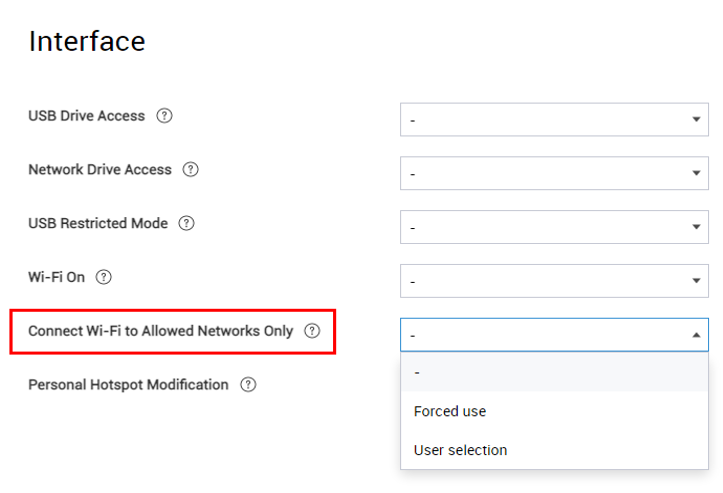 Interface
USB Drive Access ?
-
Network Drive Access ?
-
USB Restricted Mode ?
-
Wi-Fi On ?
-
Connect Wi-Fi to Allowed Networks Only ?
-
-
Personal Hotspot Modification ?
Forced use
User selection